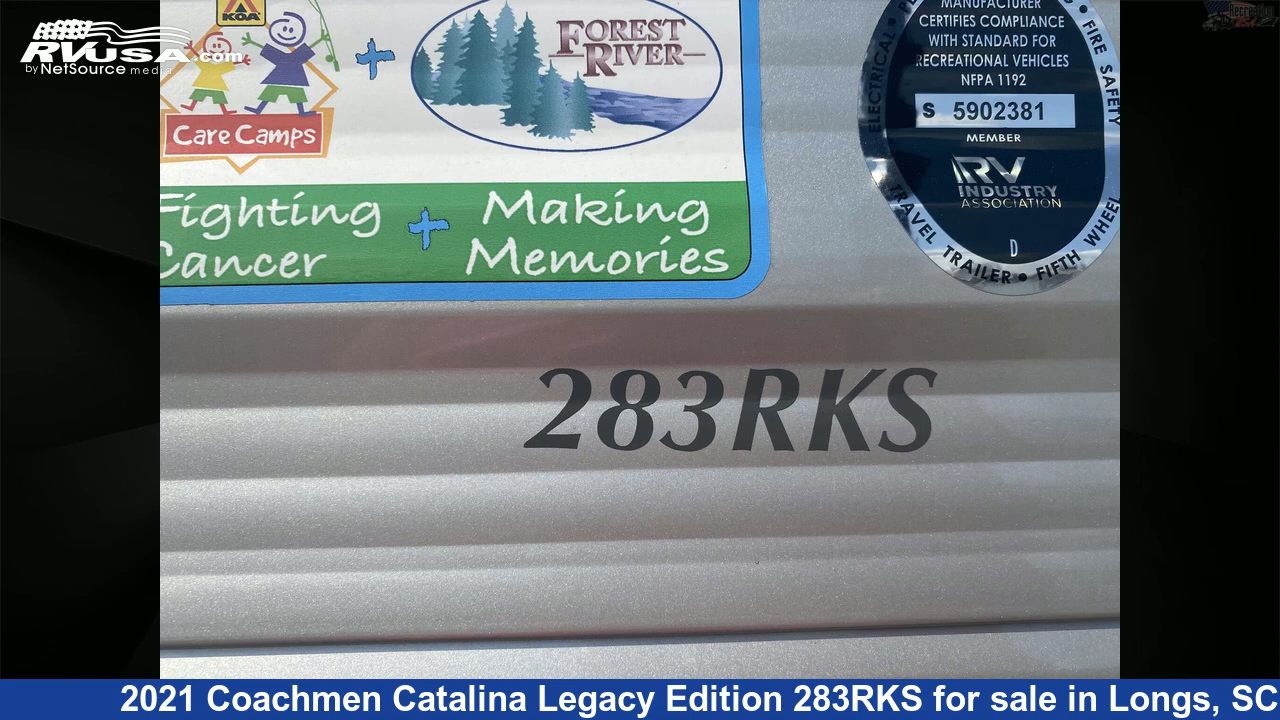 RVUSA.com
by NetSource media
KOA
Care Camps
FOREST
RIVER
Fighting
Cancer
Making
Memories
MANUFACTURER
CERTIFIES COMPLIANCE
WITH STANDARD FOR
RECREATIONAL VEHICLES
NFPA 1192
S 5902381
MEMBER
RV
INDUSTRY
ASSOCIATION
D
ELECTRICAL •
FIRE SAFETY
TRAVEL TRAILER • FIFTH WHEEL
283RKS
2021 Coachmen Catalina Legacy Edition 283RKS for sale in Longs, SC